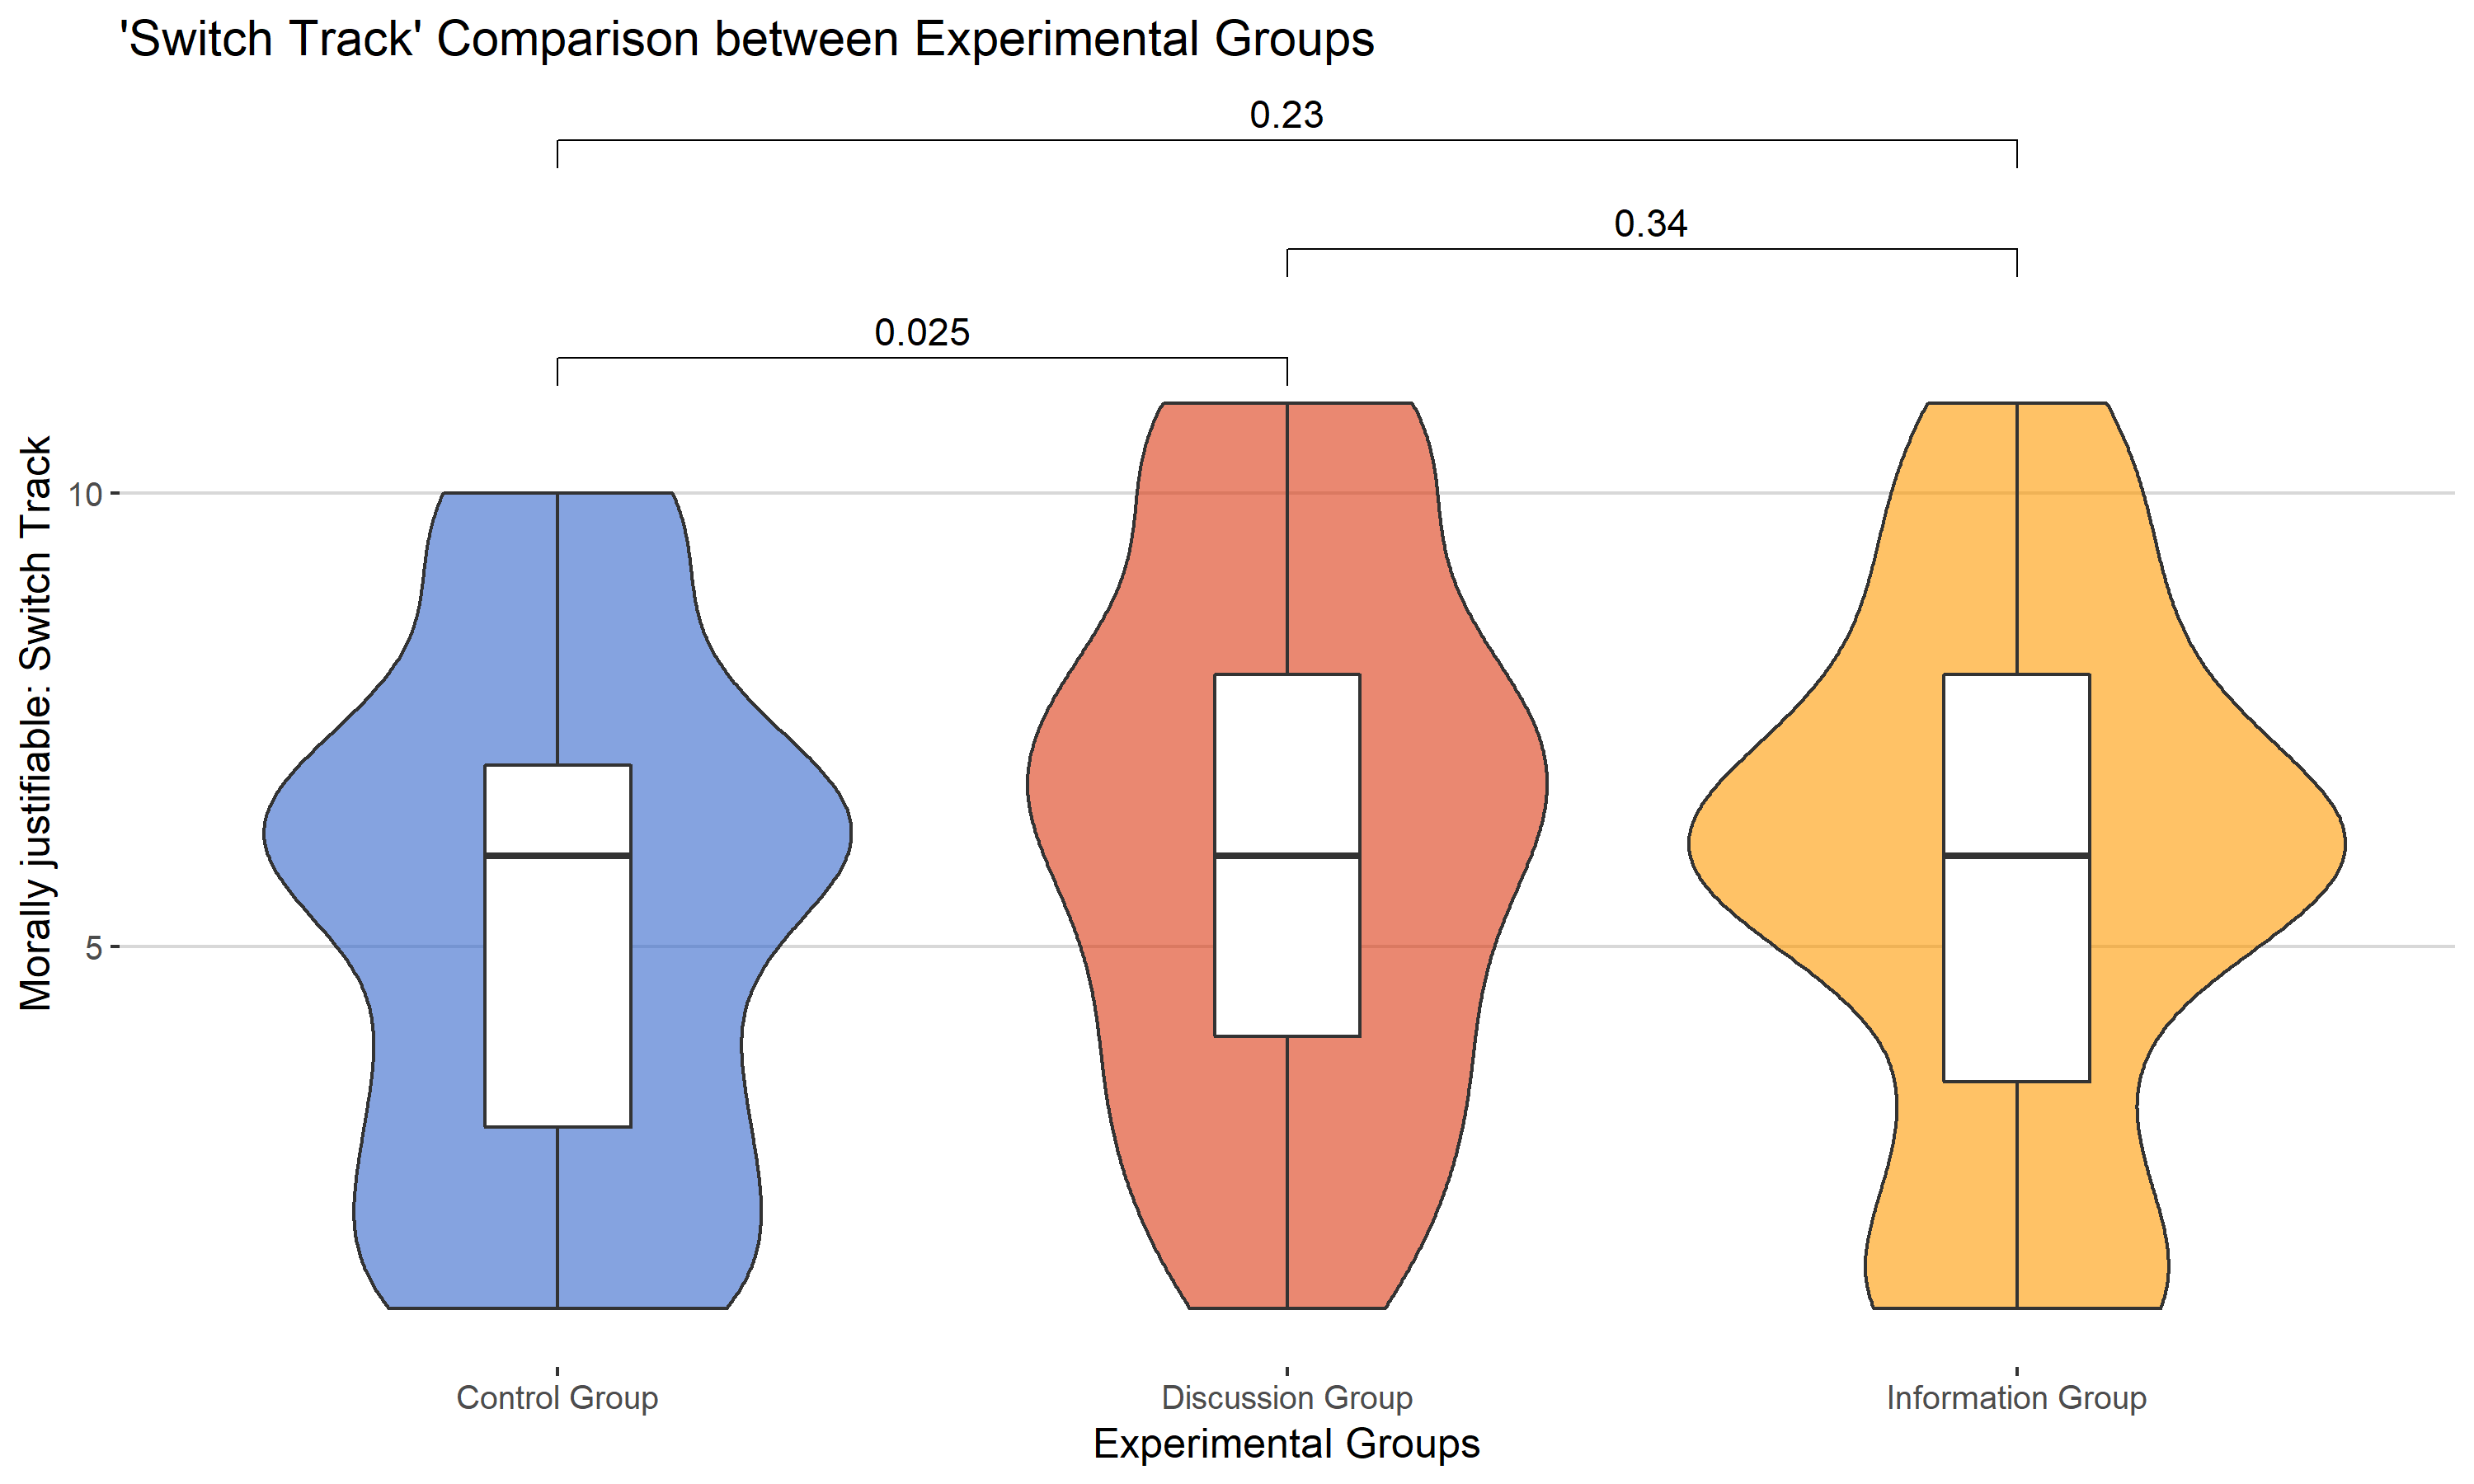 'Switch Track' Comparison between Experimental Groups
0.23
0.34
0.025
Morally justifiable: Switch Track
10
5
Control Group
Discussion Group
Information Group
Experimental Groups